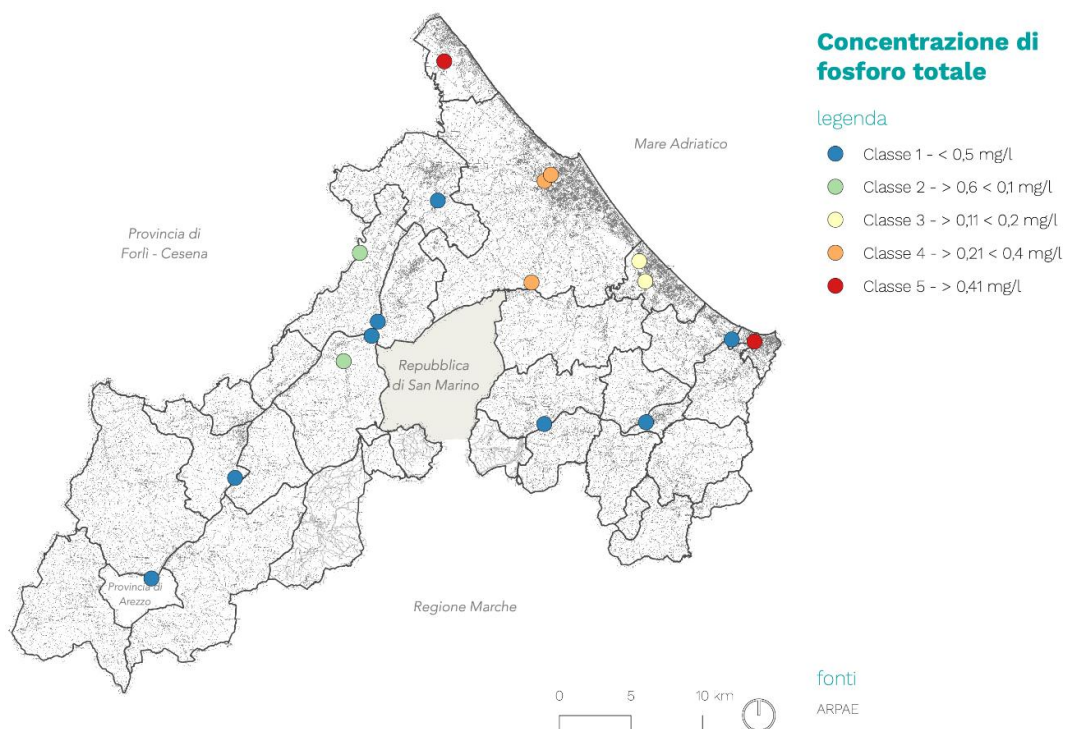 Concentrazione di
fosforo totale
legenda
Classe 1 - < 0,5 mg/l
Classe 2 - > 0,6 < 0,1 mg/l
Classe 3 - > 0,11 < 0,2 mg/l
Classe 4 - > 0,21 < 0,4 mg/l
Classe 5 - > 0,41 mg/l
Mare Adriatico
Provincia di
Forlì - Cesena
Repubblica
di San Marino
Provincia di
Arezzo
Regione Marche
0 5 10 km
fonti
ARPAE